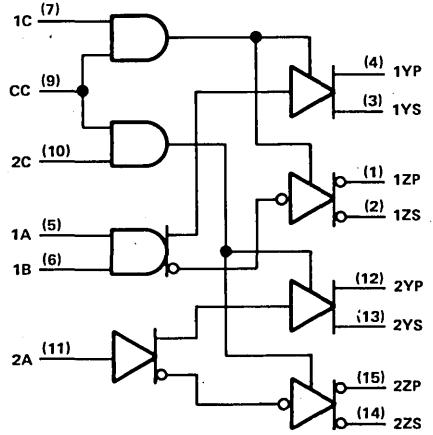 1C (7)
CC (9)
2C (10)
1A (5)
1B (6)
2A (11)
(4) 1YP
(3) 1YS
(1) 1ZP
(2) 1ZS
(12) 2YP
(13) 2YS
(15) 2ZP
(14) 2ZS